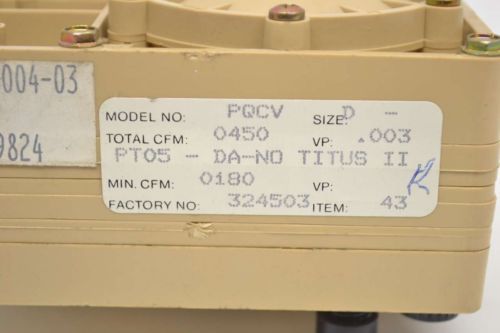 004-03
9824
MODEL NO: PQCV SIZE: D -
TOTAL CFM: 0450 VP: .003
PT05 - DA-NO TITUS II
MIN. CFM: 0180 VP: K
FACTORY NO: 324503 ITEM: 43